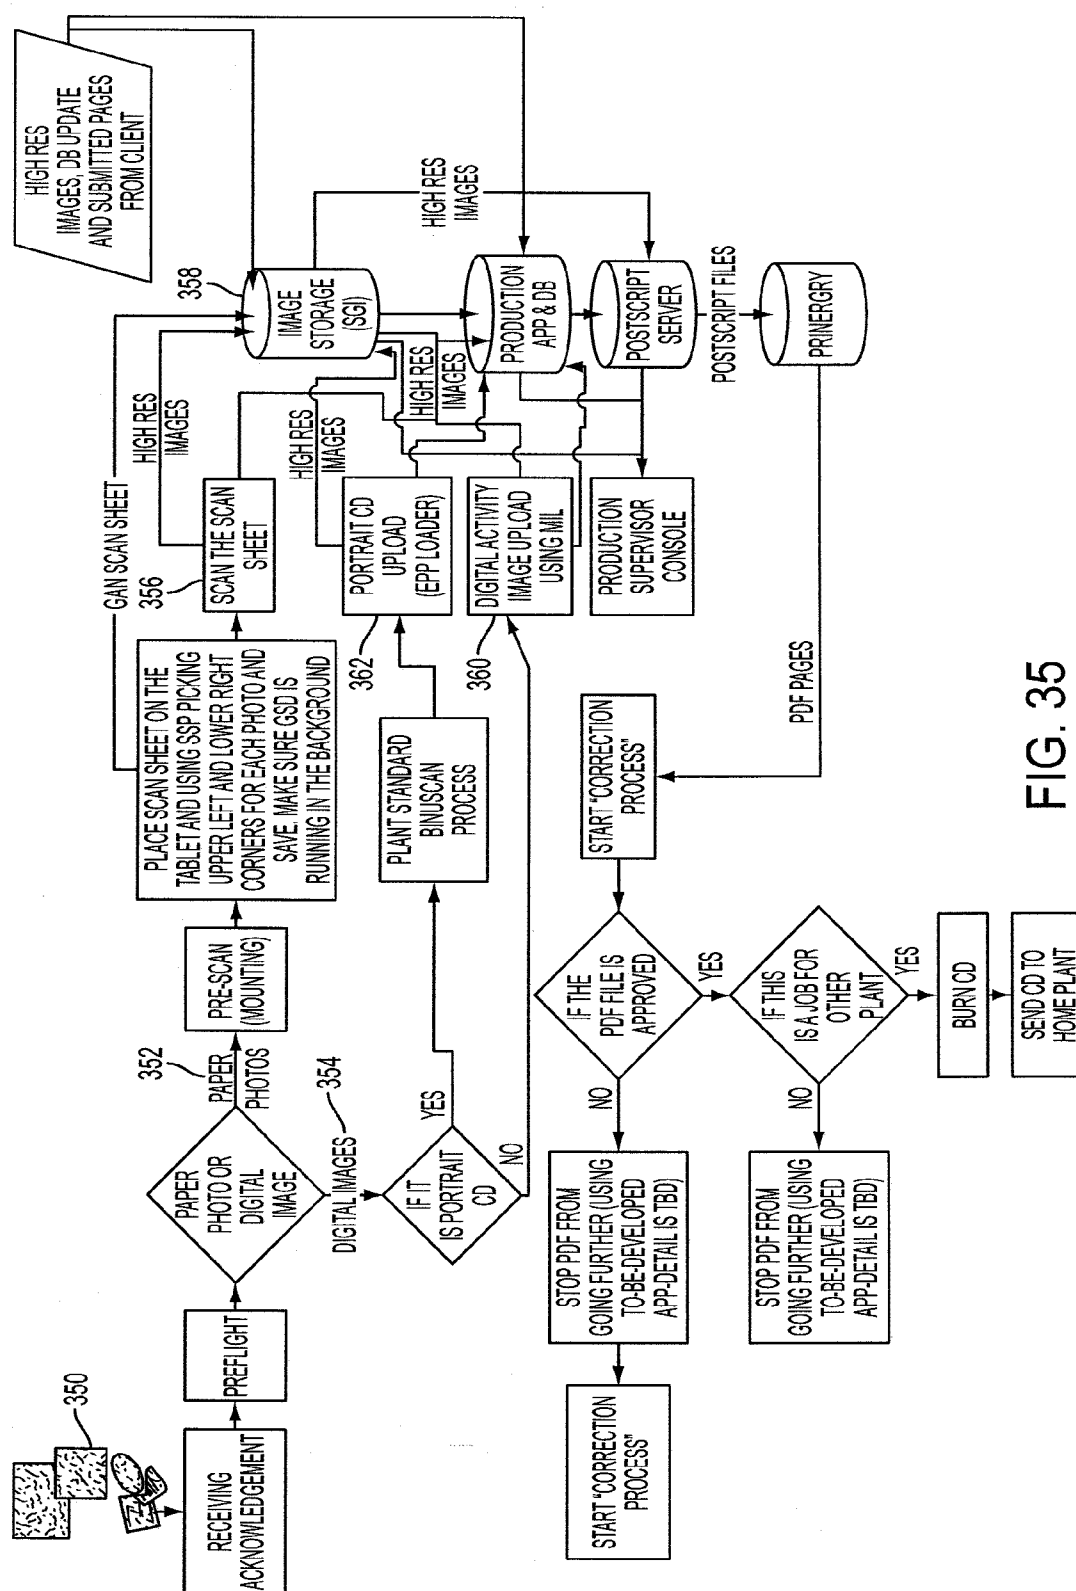 350
RECEIVING
ACKNOWLEDGEMENT
PREFLIGHT
PAPER
PHOTO OR
DIGITAL
IMAGE
352
PAPER
PHOTOS
PRE-SCAN
(MOUNTING)
PLACE SCAN SHEET ON THE
TABLET AND USING SSP PICKING
UPPER LEFT AND LOWER RIGHT
CORNERS FOR EACH PHOTO AND
SAVE. MAKE SURE GSD IS
RUNNING IN THE BACKGROUND
GAN SCAN SHEET
356
SCAN THE SCAN
SHEET
HIGH RES
IMAGES
358
IMAGE
STORAGE
(SGI)
HIGH RES
IMAGES, DB UPDATE
AND SUBMITTED PAGES
FROM CLIENT
DIGITAL IMAGES
354
IF IT
IS PORTRAIT
CD
YES
NO
PLANT STANDARD
BINUSCAN
PROCESS
362
PORTRAIT CD
UPLOAD
(EPP LOADER)
HIGH RES
IMAGES
HIGH RES
IMAGES
360
DIGITAL ACTIVITY
IMAGE UPLOAD
USING MIL
PRODUCTION
APP & DB
HIGH RES
IMAGES
PRODUCTION
SUPERVISOR
CONSOLE
POSTSCRIPT
SERVER
POSTSCRIPT FILES
PRINERGRY
PDF PAGES
START "CORRECTION
PROCESS"
IF THE
PDF FILE IS
APPROVED
NO
YES
STOP PDF FROM
GOING FURTHER (USING
TO-BE-DEVELOPED
APP-DETAIL IS TBD)
START "CORRECTION
PROCESS"
IF THIS
IS A JOB FOR
OTHER
PLANT
NO
YES
STOP PDF FROM
GOING FURTHER (USING
TO-BE-DEVELOPED
APP-DETAIL IS TBD)
BURN CD
SEND CD TO
HOME PLANT
FIG. 35